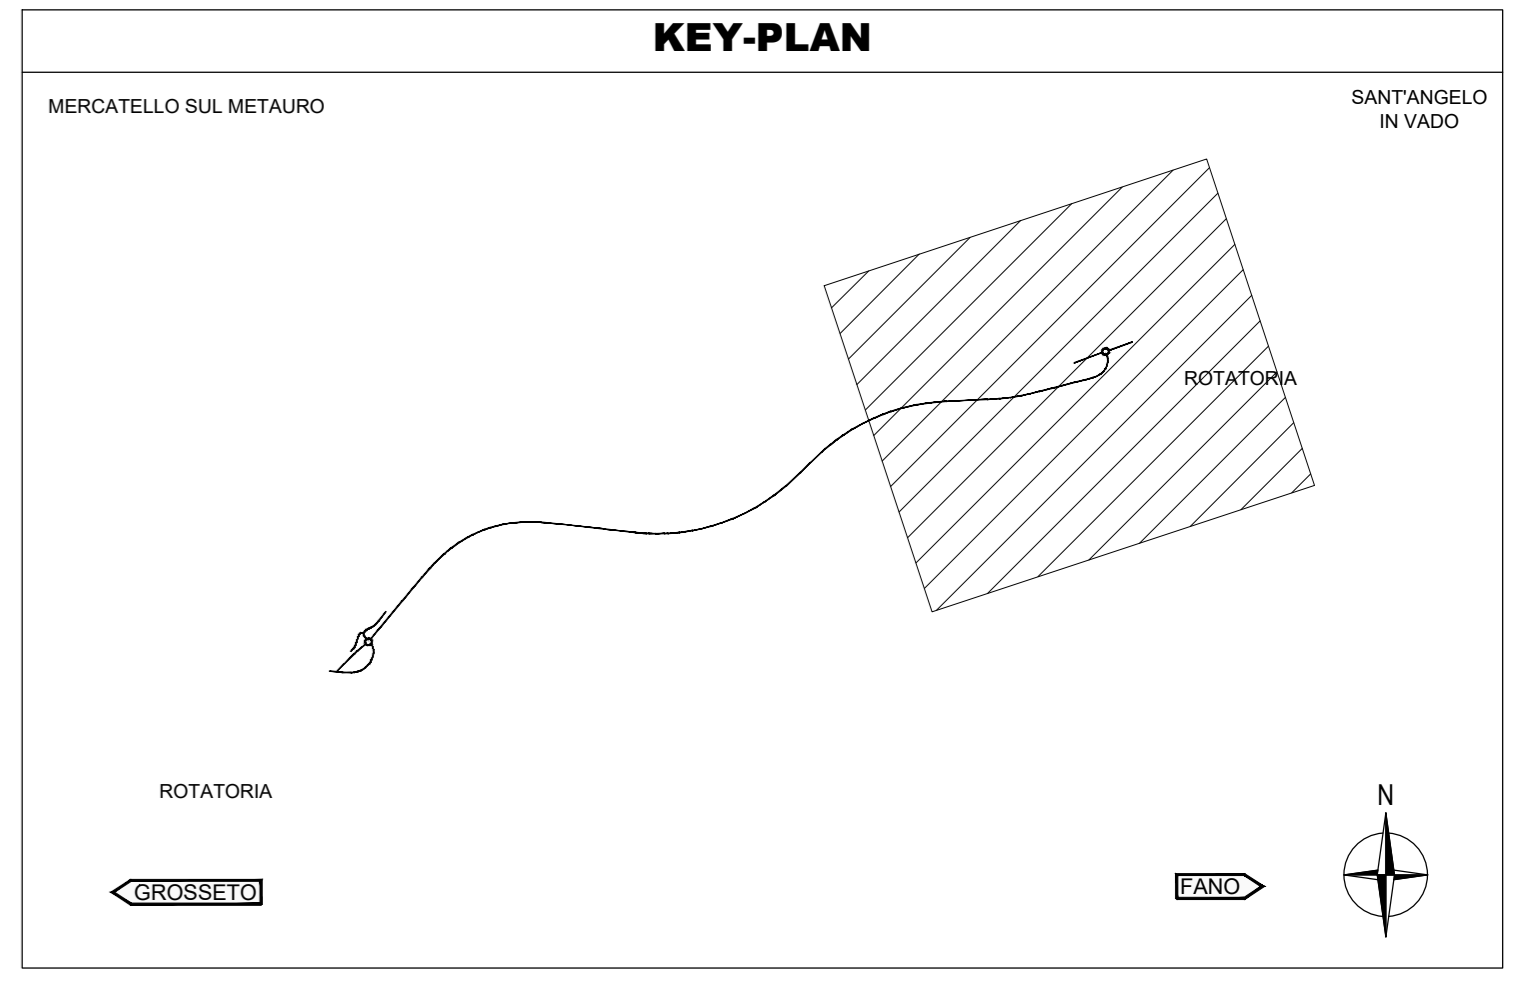 KEY-PLAN
MERCATELLO SUL METAURO
SANT'ANGELO
IN VADO
ROTATORIA
ROTATORIA
N
GROSSETO
FANO